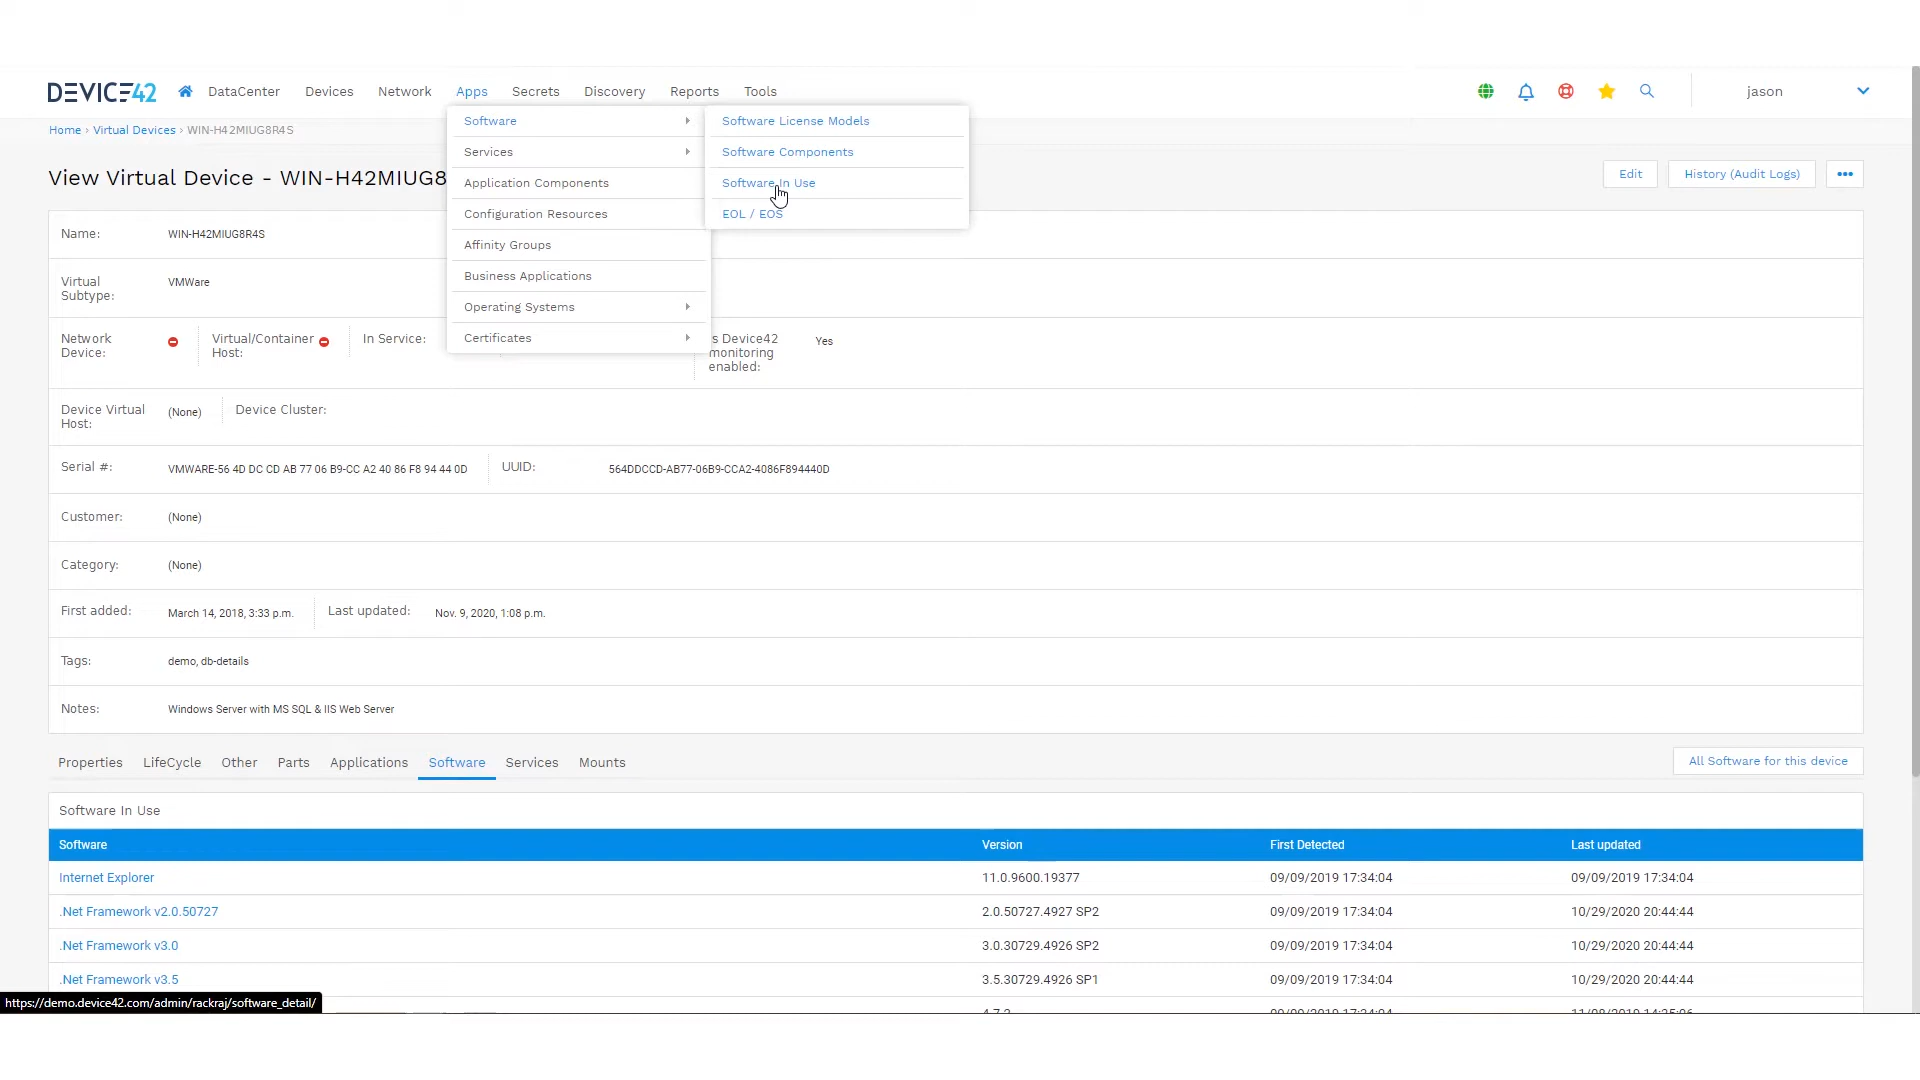 DEVICE42 DataCenter Devices Network Apps Secrets Discovery Reports Tools jason
Home › Virtual Devices › WIN-H42MIUG8R4S
Software
Services
Application Components
Configuration Resources
Affinity Groups
Business Applications
Operating Systems
Certificates
Software License Models
Software Components
Software In Use
EOL / EOS
View Virtual Device - WIN-H42MIUG8
Edit History (Audit Logs) •••
Name: WIN-H42MIUG8R4S
Virtual Subtype: VMWare
Network Device: Virtual/Container Host: In Service: s Device42 monitoring enabled: Yes
Device Virtual Host: (None) Device Cluster:
Serial #: VMWARE-56 4D DC CD AB 77 06 B9-CC A2 40 86 F8 94 44 0D UUID: 564DDCCD-AB77-06B9-CCA2-4086F894440D
Customer: (None)
Category: (None)
First added: March 14, 2018, 3:33 p.m. Last updated: Nov. 9, 2020, 1:08 p.m.
Tags: demo, db-details
Notes: Windows Server with MS SQL & IIS Web Server
Properties LifeCycle Other Parts Applications Software Services Mounts All Software for this device
Software In Use
Software Version First Detected Last updated
Internet Explorer 11.0.9600.19377 09/09/2019 17:34:04 09/09/2019 17:34:04
.Net Framework v2.0.50727 2.0.50727.4927 SP2 09/09/2019 17:34:04 10/29/2020 20:44:44
.Net Framework v3.0 3.0.30729.4926 SP2 09/09/2019 17:34:04 10/29/2020 20:44:44
.Net Framework v3.5 3.5.30729.4926 SP1 09/09/2019 17:34:04 10/29/2020 20:44:44
https://demo.device42.com/admin/rackraj/software_detail/